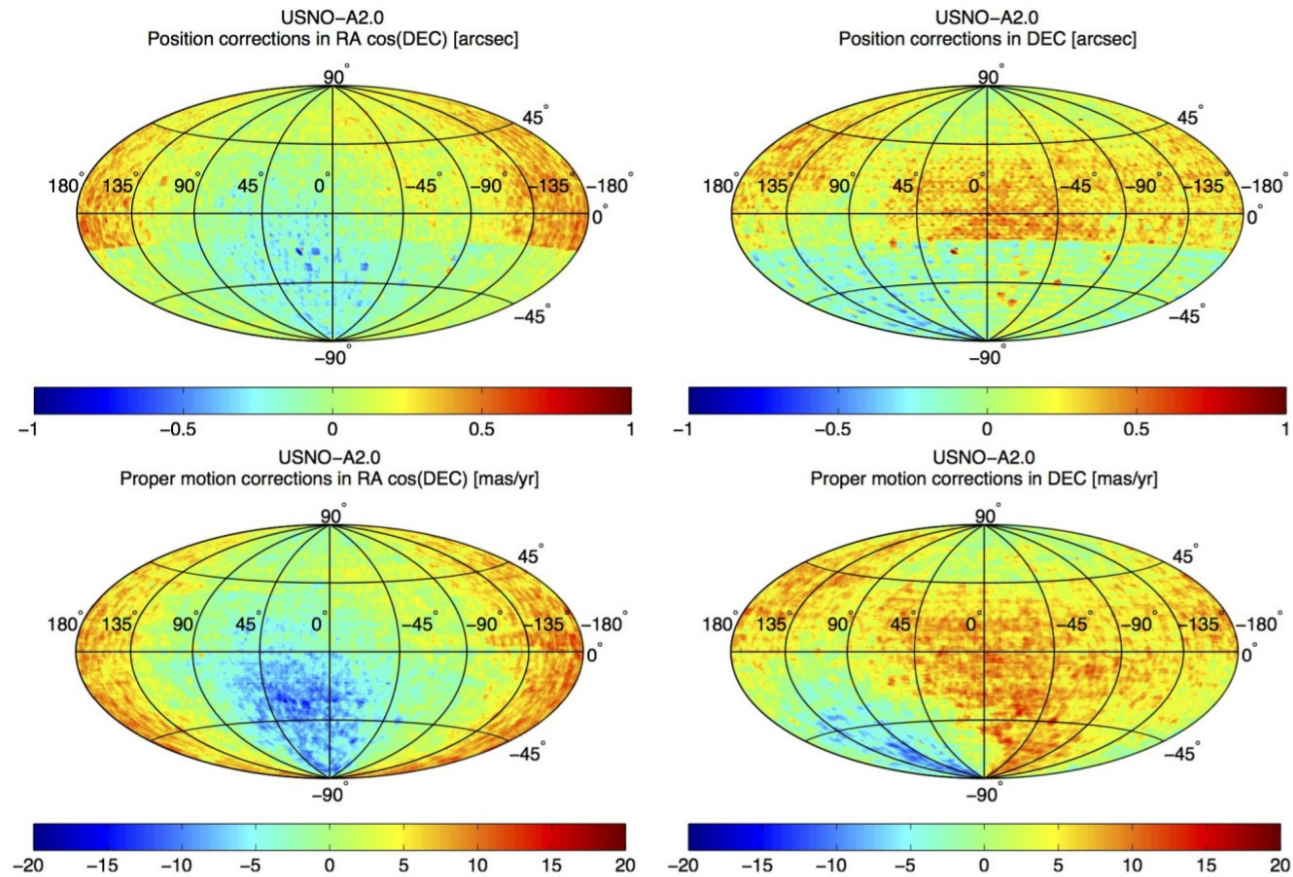 USNO−A2.0
Position corrections in RA cos(DEC) [arcsec]
90°
45°
180° 135° 90° 45° 0° −45° −90° −135° −180°
0°
−45°
−90°
−1 −0.5 0 0.5 1
USNO−A2.0
Position corrections in DEC [arcsec]
90°
45°
180° 135° 90° 45° 0° −45° −90° −135° −180°
0°
−45°
−90°
−1 −0.5 0 0.5 1
USNO−A2.0
Proper motion corrections in RA cos(DEC) [mas/yr]
90°
45°
180° 135° 90° 45° 0° −45° −90° −135° −180°
0°
−45°
−90°
−20 −15 −10 −5 0 5 10 15 20
USNO−A2.0
Proper motion corrections in DEC [mas/yr]
90°
45°
180° 135° 90° 45° 0° −45° −90° −135° −180°
0°
−45°
−90°
−20 −15 −10 −5 0 5 10 15 20